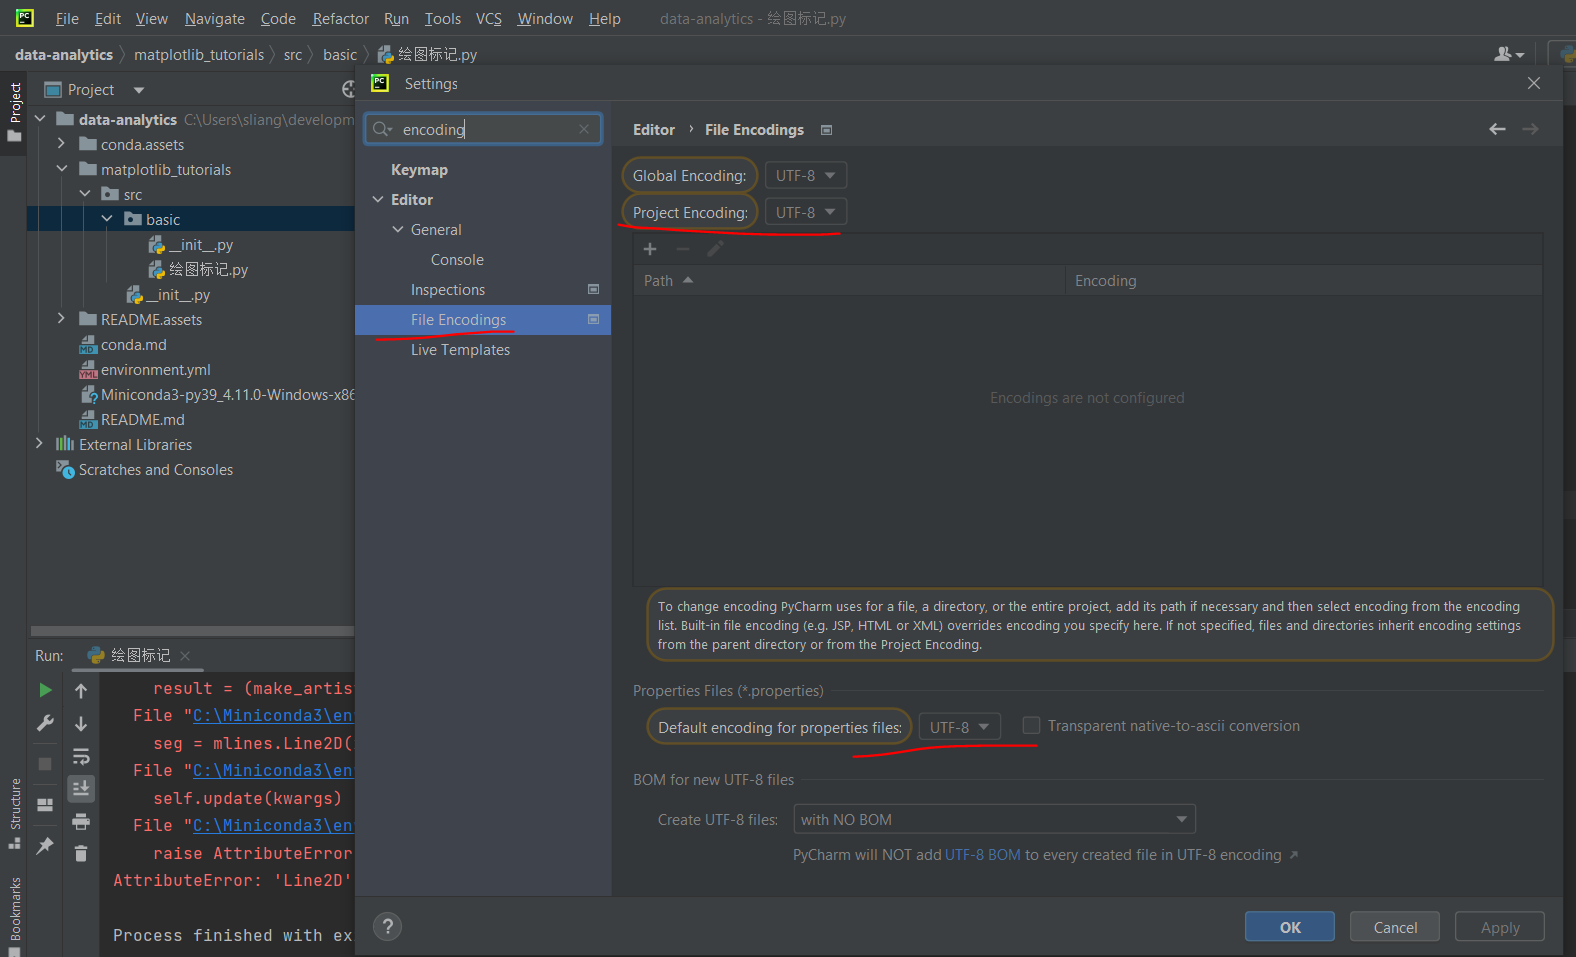 File Edit View Navigate Code Refactor Run Tools VCS Window Help data-analytics - 绘图标记.py
data-analytics matplotlib_tutorials src basic 绘图标记.py
Project
Project
data-analytics C:\Users\sliang\developm
conda.assets
matplotlib_tutorials
src
basic
__init__.py
绘图标记.py
__init__.py
README.assets
conda.md
environment.yml
Miniconda3-py39_4.11.0-Windows-x86
README.md
External Libraries
Scratches and Consoles
Settings
encoding
Keymap
Editor
General
Console
Inspections
File Encodings
Live Templates
Editor › File Encodings
Global Encoding: UTF-8
Project Encoding: UTF-8
Path Encoding
Encodings are not configured
To change encoding PyCharm uses for a file, a directory, or the entire project, add its path if necessary and then select encoding from the encoding
list. Built-in file encoding (e.g. JSP, HTML or XML) overrides encoding you specify here. If not specified, files and directories inherit encoding settings
from the parent directory or from the Project Encoding.
Properties Files (*.properties)
Default encoding for properties files: UTF-8 Transparent native-to-ascii conversion
BOM for new UTF-8 files
Create UTF-8 files: with NO BOM
PyCharm will NOT add UTF-8 BOM to every created file in UTF-8 encoding ↗
? OK Cancel Apply
Run: 绘图标记
result = (make_artis
File "C:\Miniconda3\en
seg = mlines.Line2D(
File "C:\Miniconda3\en
self.update(kwargs)
File "C:\Miniconda3\en
raise AttributeError
AttributeError: 'Line2D'
Process finished with ex
Structure
Bookmarks